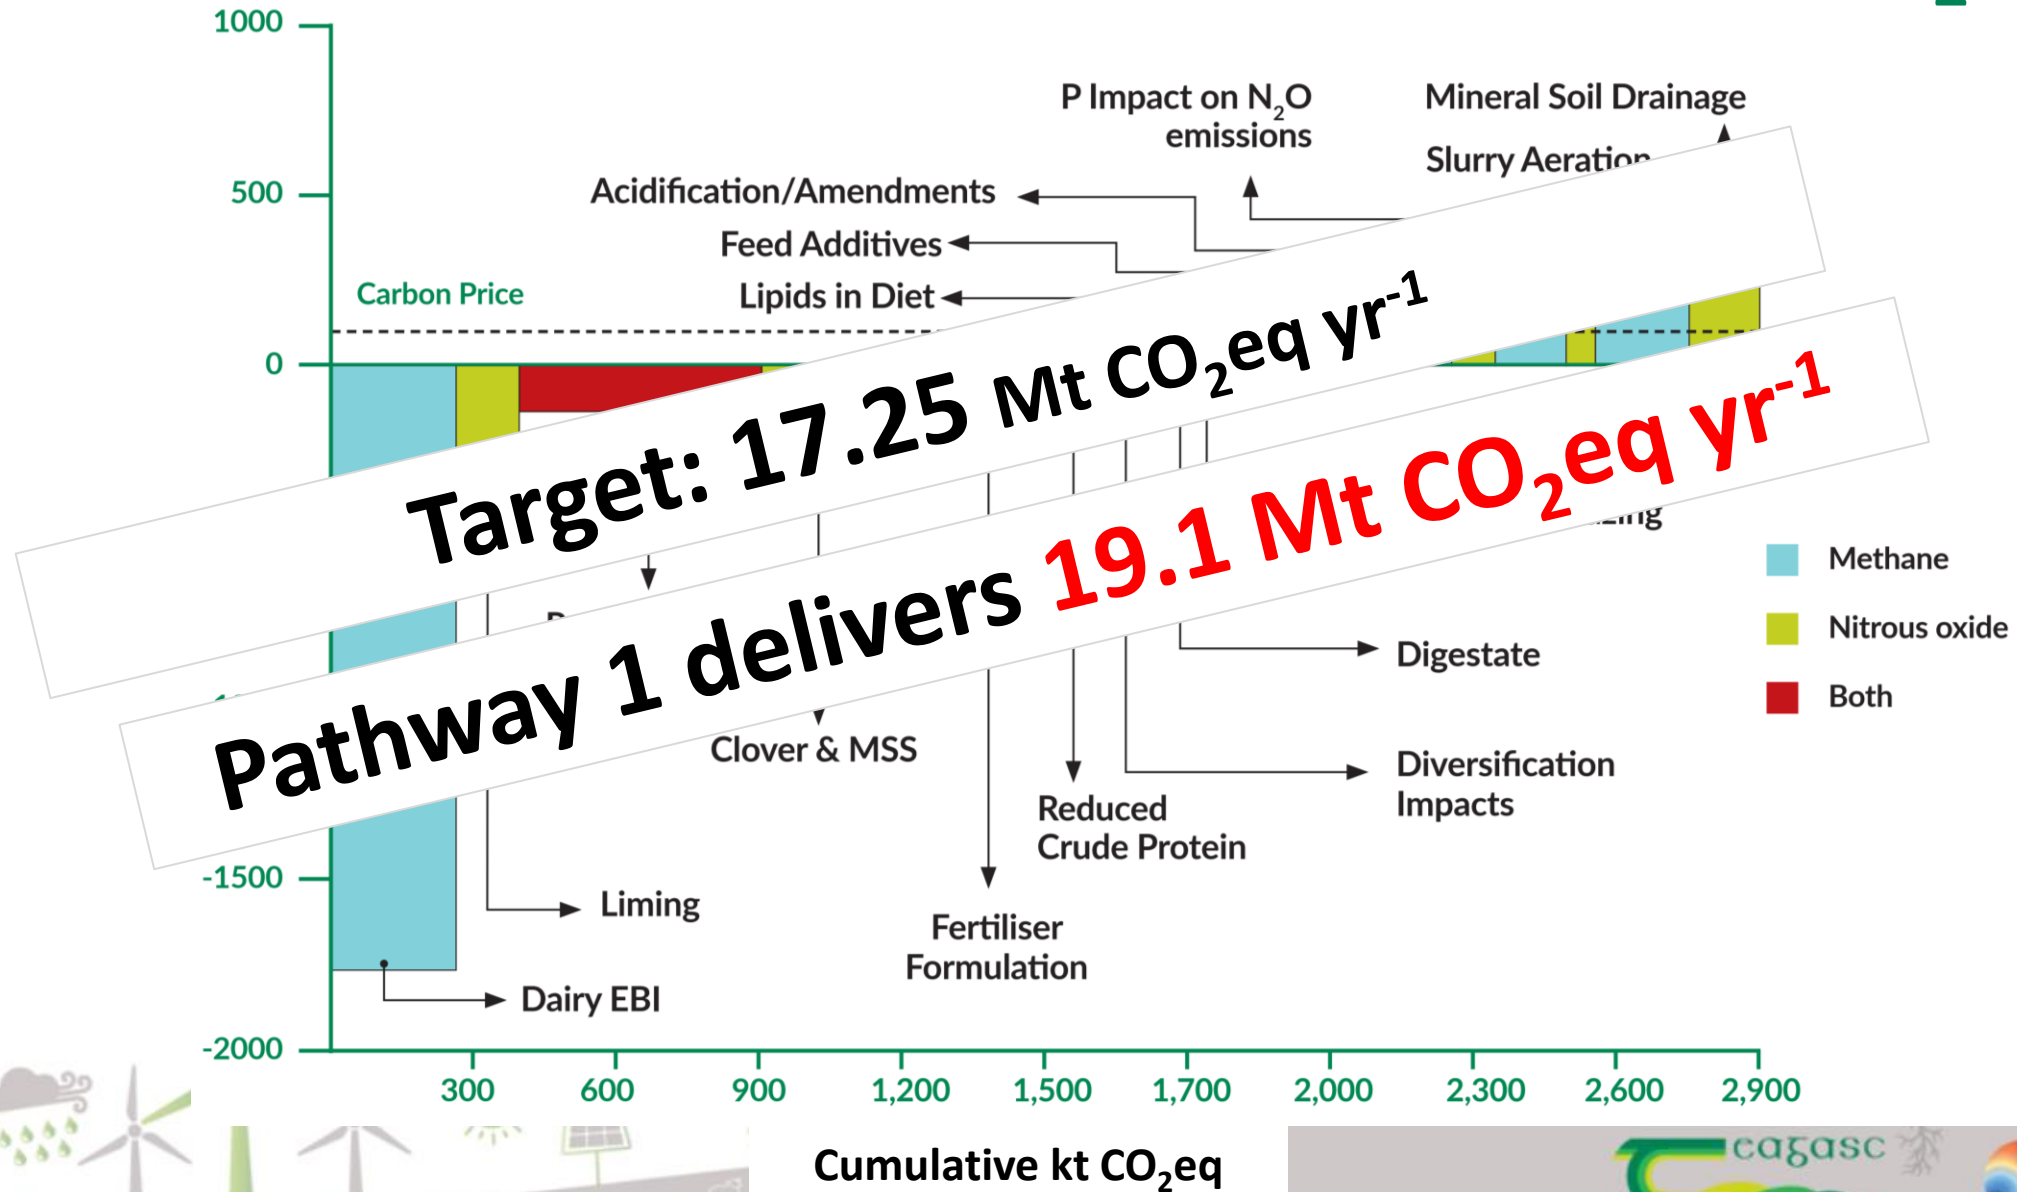 1000
P Impact on N₂O
emissions
Mineral Soil Drainage
Slurry Aeration
500
Acidification/Amendments
Feed Additives
Carbon Price
Lipids in Diet
0
Target: 17.25 Mt CO₂eq yr⁻¹
Pathway 1 delivers 19.1 Mt CO₂eq yr⁻¹
Methane
Nitrous oxide
Both
Digestate
Clover & MSS
Diversification
Impacts
Reduced
Crude Protein
-1500
Liming
Fertiliser
Formulation
Dairy EBI
-2000
300 600 900 1,200 1,500 1,700 2,000 2,300 2,600 2,900
Cumulative kt CO₂eq
eagasc